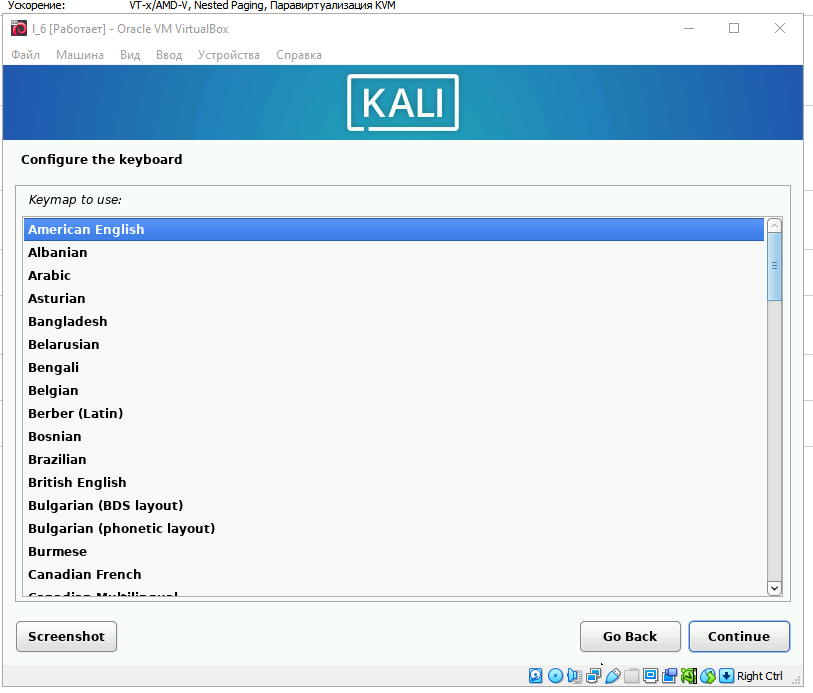 Ускорение: VT-x/AMD-V, Nested Paging, Паравиртуализация KVM
l_6 [Работает] - Oracle VM VirtualBox
Файл Машина Вид Ввод Устройства Справка
KALI
Configure the keyboard
Keymap to use:
American English
Albanian
Arabic
Asturian
Bangladesh
Belarusian
Bengali
Belgian
Berber (Latin)
Bosnian
Brazilian
British English
Bulgarian (BDS layout)
Bulgarian (phonetic layout)
Burmese
Canadian French
Canadian Multilingual
Screenshot Go Back Continue
Right Ctrl